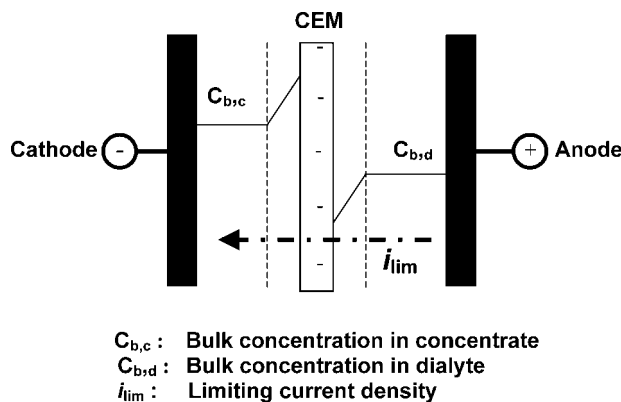 CEM
C_b,c
C_b,d
Cathode
-
+
Anode
-
-
-
-
-
i_lim
C_b,c : Bulk concentration in concentrate
C_b,d : Bulk concentration in dialyte
i_lim : Limiting current density